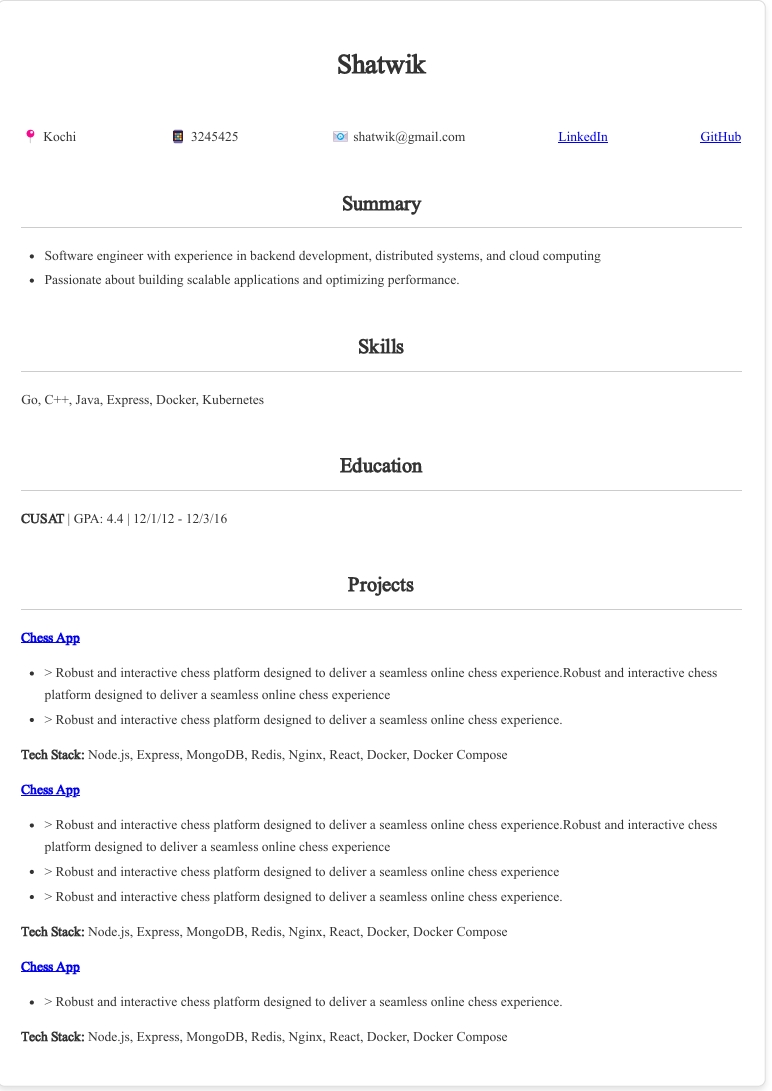 Shatwik
📍 Kochi 📱 3245425 📧 shatwik@gmail.com LinkedIn GitHub
Summary
• Software engineer with experience in backend development, distributed systems, and cloud computing
• Passionate about building scalable applications and optimizing performance.
Skills
Go, C++, Java, Express, Docker, Kubernetes
Education
CUSAT | GPA: 4.4 | 12/1/12 - 12/3/16
Projects
Chess App
• > Robust and interactive chess platform designed to deliver a seamless online chess experience.Robust and interactive chess
platform designed to deliver a seamless online chess experience
• > Robust and interactive chess platform designed to deliver a seamless online chess experience.
Tech Stack: Node.js, Express, MongoDB, Redis, Nginx, React, Docker, Docker Compose
Chess App
• > Robust and interactive chess platform designed to deliver a seamless online chess experience.Robust and interactive chess
platform designed to deliver a seamless online chess experience
• > Robust and interactive chess platform designed to deliver a seamless online chess experience
• > Robust and interactive chess platform designed to deliver a seamless online chess experience.
Tech Stack: Node.js, Express, MongoDB, Redis, Nginx, React, Docker, Docker Compose
Chess App
• > Robust and interactive chess platform designed to deliver a seamless online chess experience.
Tech Stack: Node.js, Express, MongoDB, Redis, Nginx, React, Docker, Docker Compose